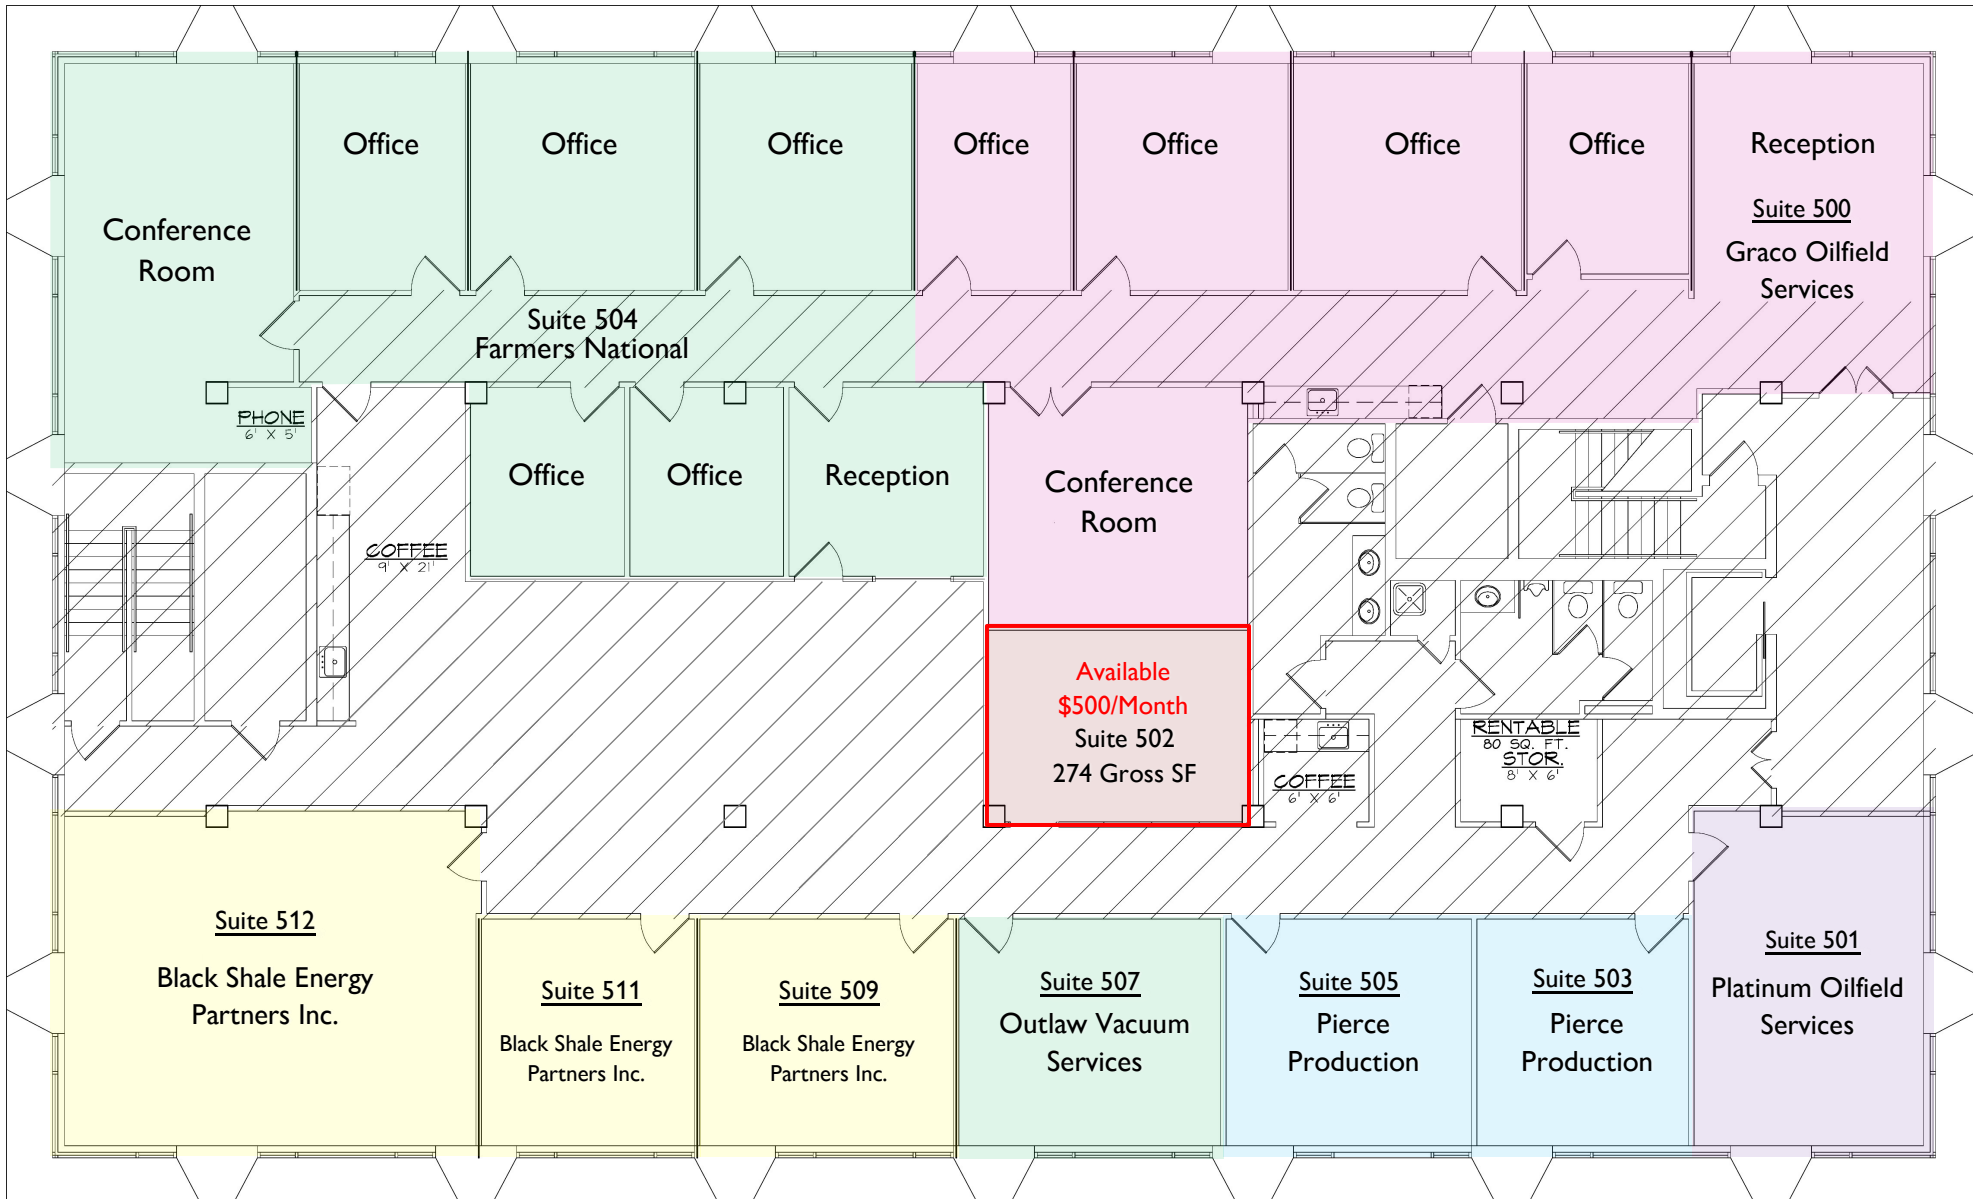 Office
Office
Office
Office
Office
Office
Office
Reception
Suite 500
Graco Oilfield
Services
Conference
Room
Suite 504
Farmers National
PHONE
6' X 5'
COFFEE
9' X 21'
Office
Office
Reception
Conference
Room
Available
$500/Month
Suite 502
274 Gross SF
COFFEE
6' X 6'
RENTABLE
80 SQ. FT.
STOR.
8' X 6'
Suite 512
Black Shale Energy
Partners Inc.
Suite 511
Black Shale Energy
Partners Inc.
Suite 509
Black Shale Energy
Partners Inc.
Suite 507
Outlaw Vacuum
Services
Suite 505
Pierce
Production
Suite 503
Pierce
Production
Suite 501
Platinum Oilfield
Services